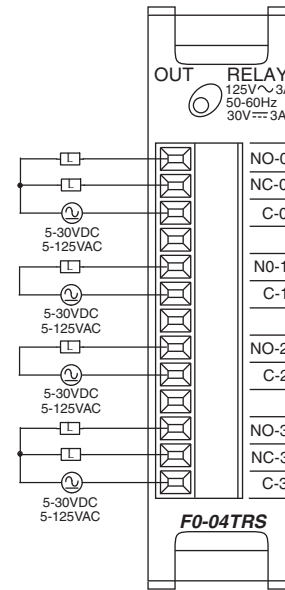 OUT RELAY
125V∿3A
50-60Hz
30V⎓3A
L NO-0
L NC-0
C-0
5-30VDC
5-125VAC
L N0-1
C-1
5-30VDC
5-125VAC
L NO-2
C-2
5-30VDC
5-125VAC
L NO-3
L NC-3
C-3
5-30VDC
5-125VAC
F0-04TRS